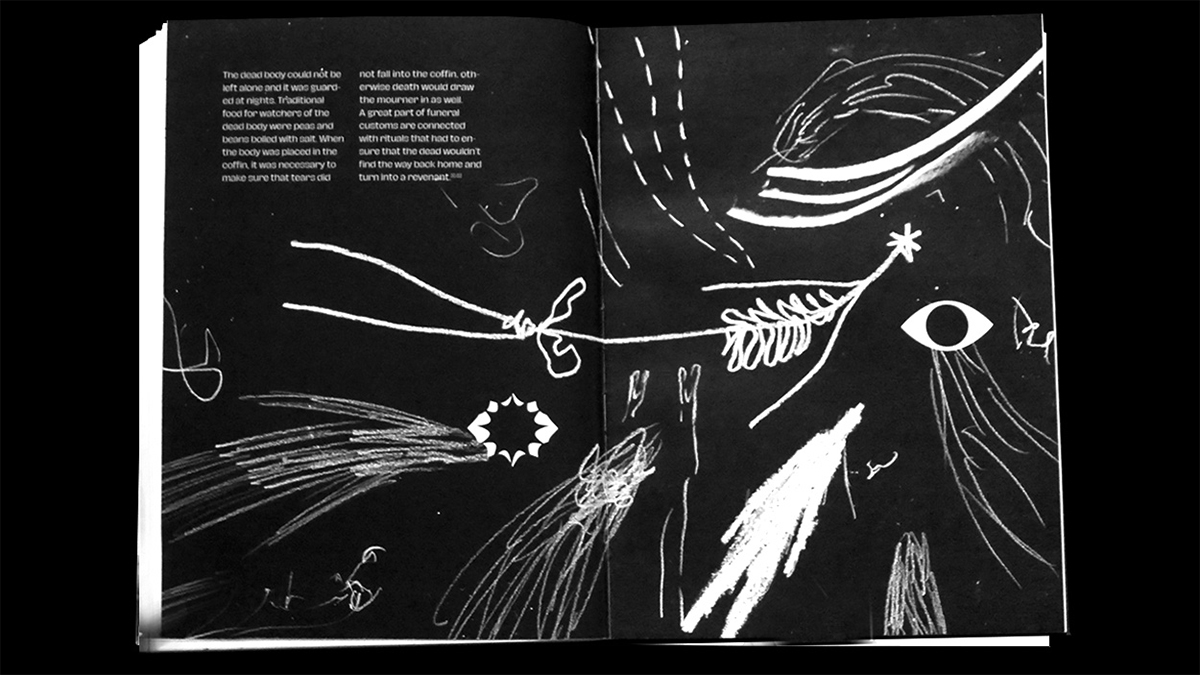 The dead body could not be
left alone and it was guard-
ed at nights. Traditional
food for watchers of the
dead body were peas and
beans boiled with salt. When
the body was placed in the
coffin, it was necessary to
make sure that tears did
not fall into the coffin, oth-
erwise death would draw
the mourner in as well.
A great part of funeral
customs are connected
with rituals that had to en-
sure that the dead wouldn't
find the way back home and
turn into a revenant.